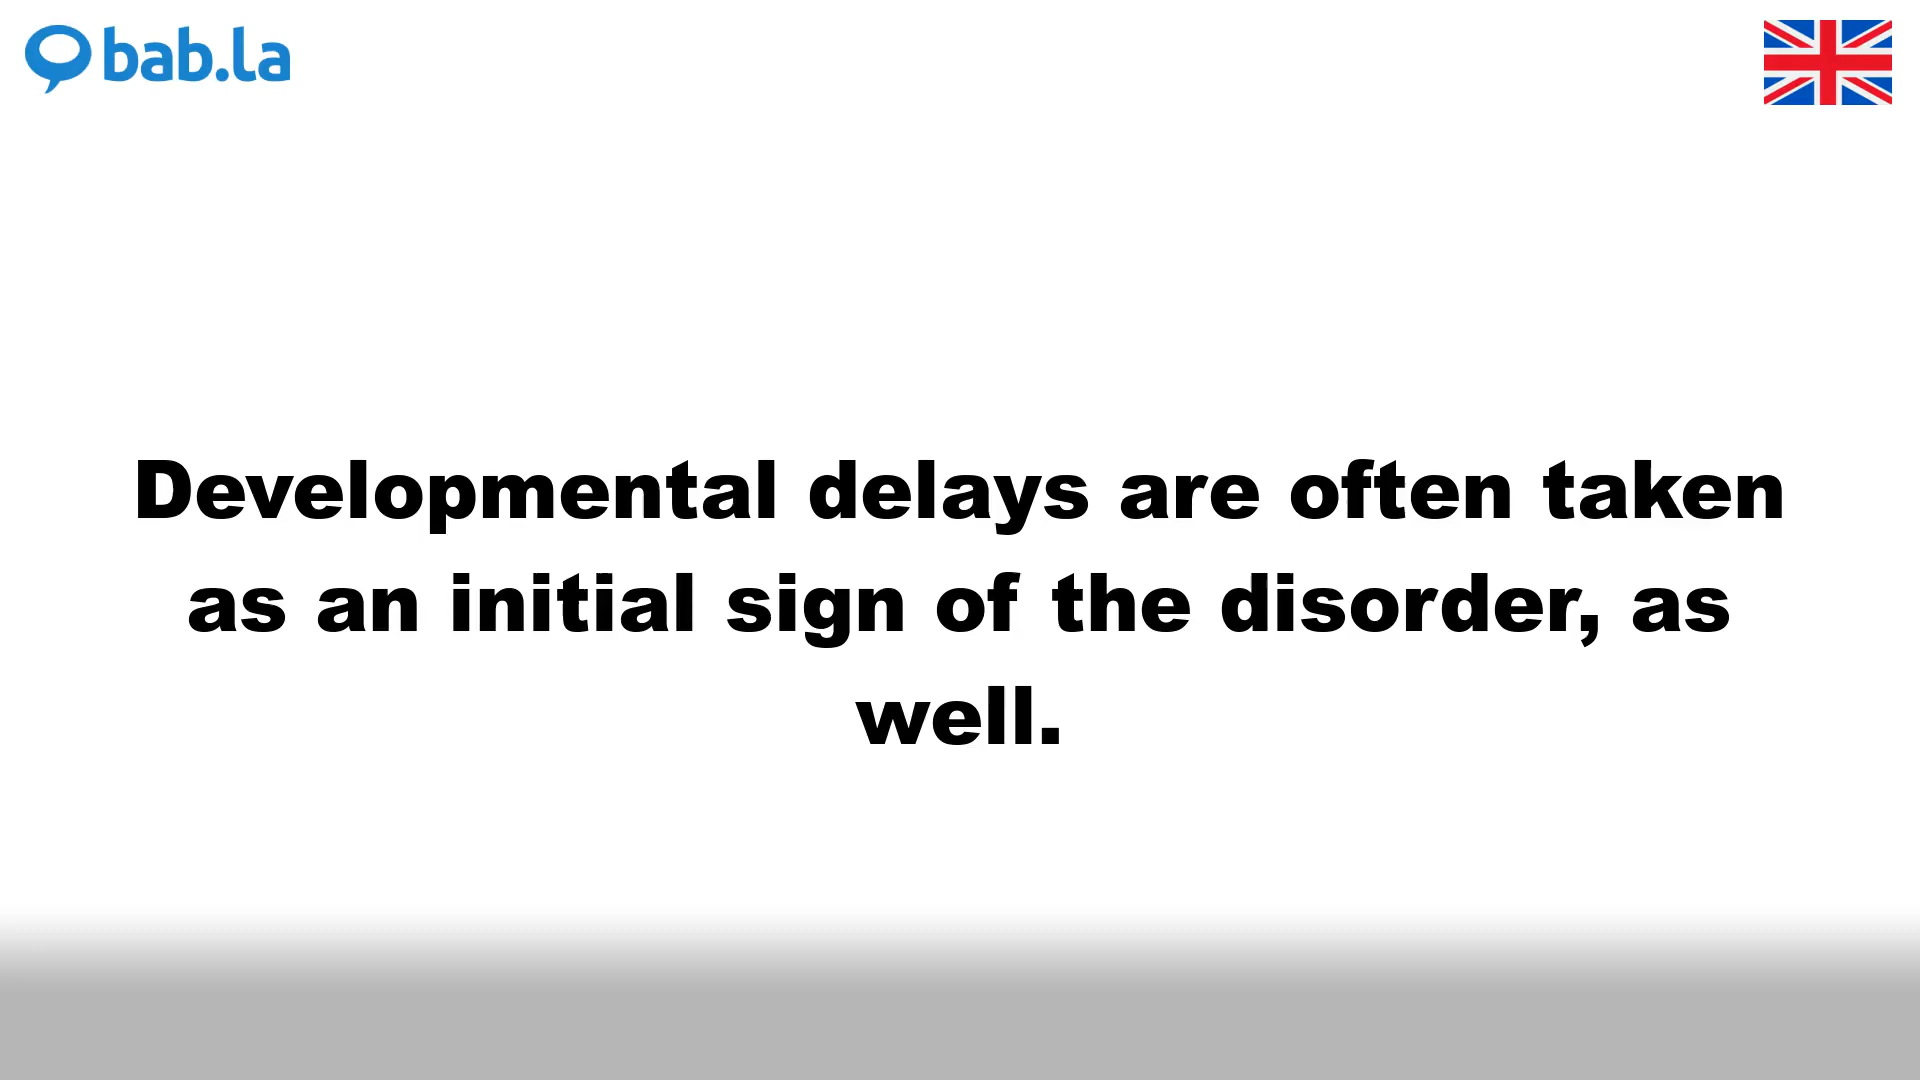 bab.la
Developmental delays are often taken
as an initial sign of the disorder, as
well.